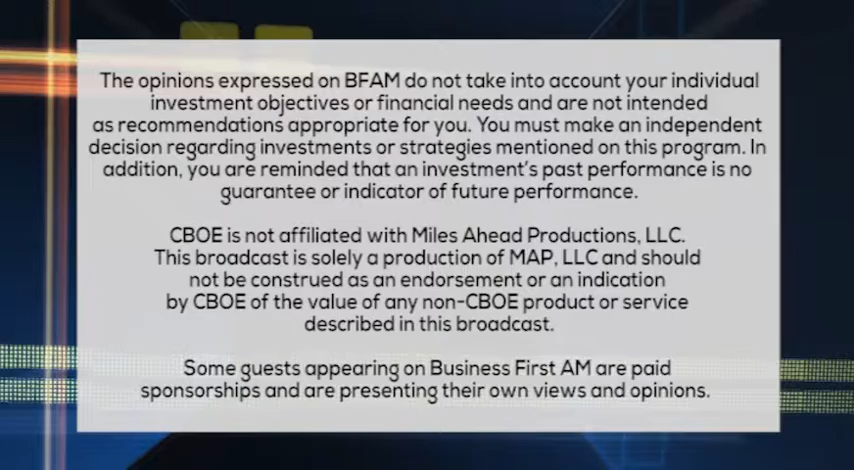 The opinions expressed on BFAM do not take into account your individual
investment objectives or financial needs and are not intended
as recommendations appropriate for you. You must make an independent
decision regarding investments or strategies mentioned on this program. In
addition, you are reminded that an investment's past performance is no
guarantee or indicator of future performance.
CBOE is not affiliated with Miles Ahead Productions, LLC.
This broadcast is solely a production of MAP, LLC and should
not be construed as an endorsement or an indication
by CBOE of the value of any non-CBOE product or service
described in this broadcast.
Some guests appearing on Business First AM are paid
sponsorships and are presenting their own views and opinions.